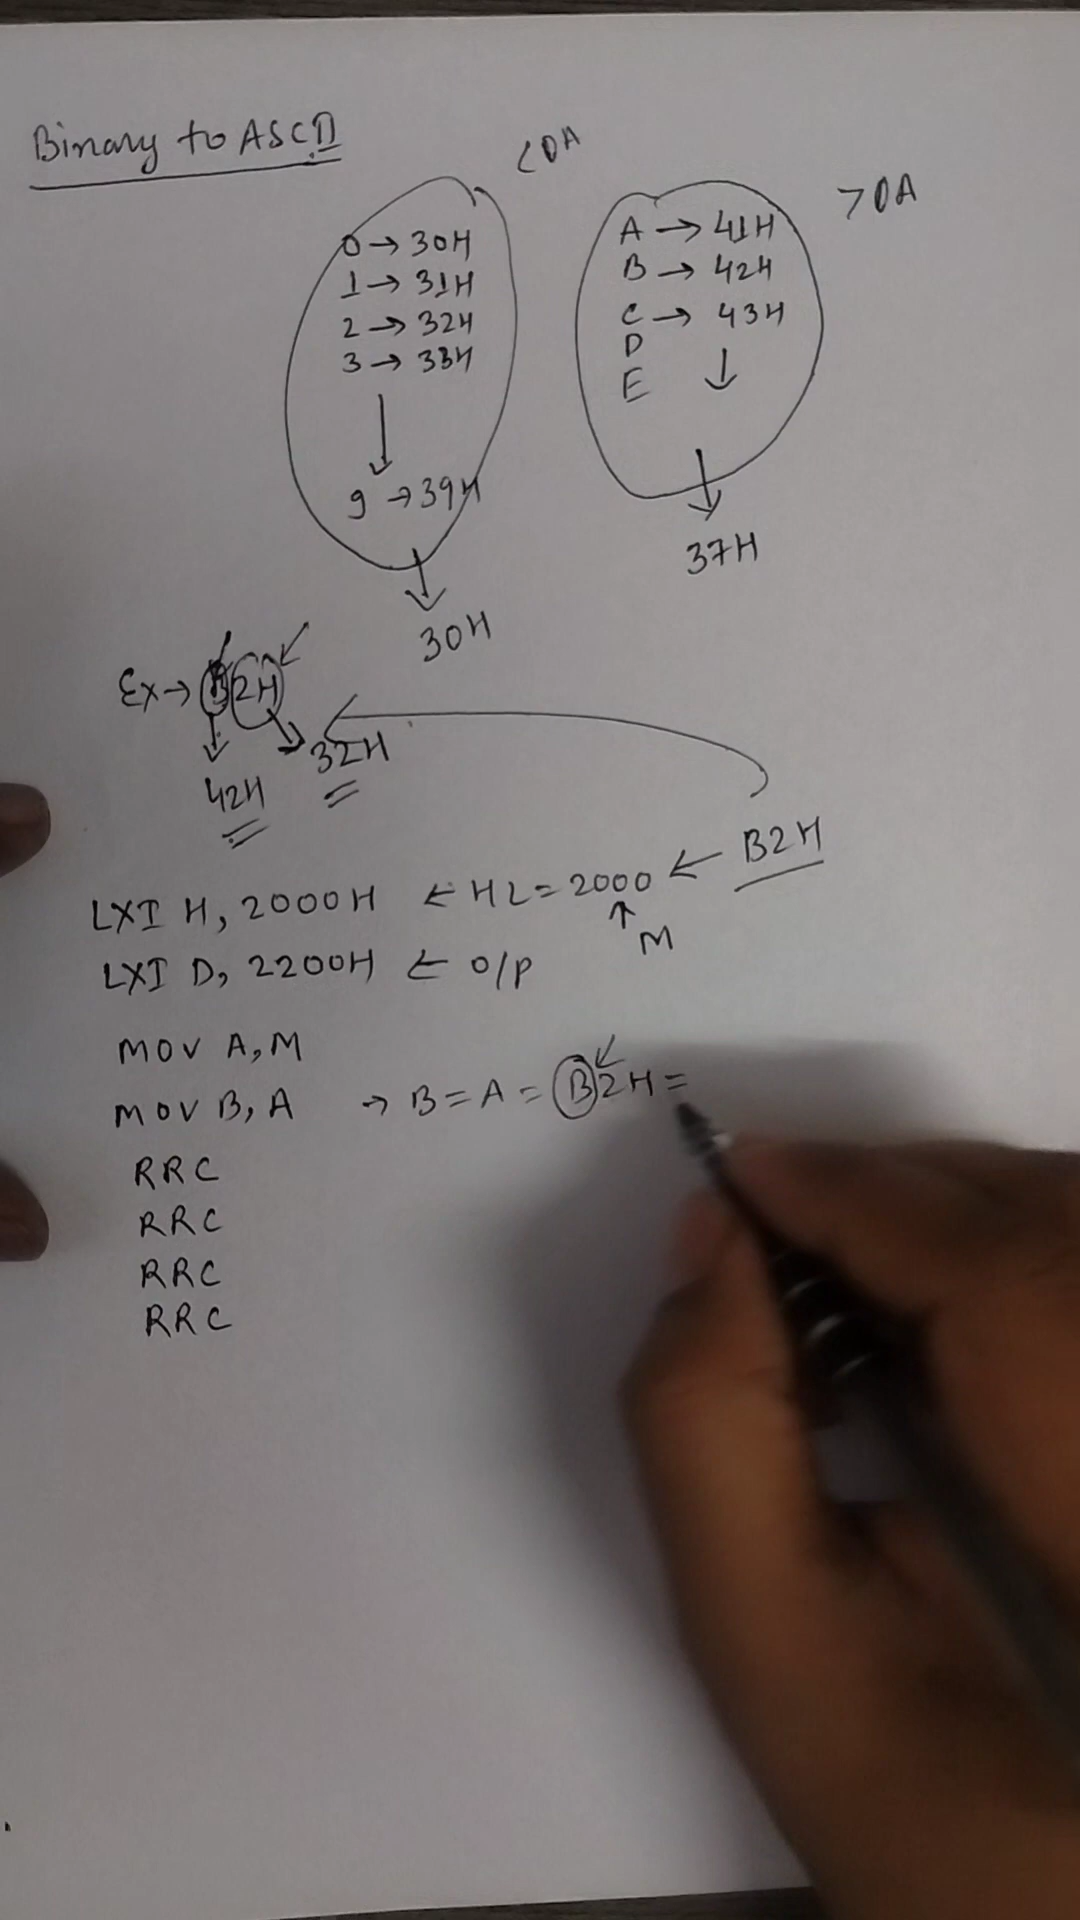 Binary to ASCII
<0A
>0A
0→30H
1→31H
2→32H
3→33H
↓
9→39H
↓
30H
A→41H
B→42H
C→43H
D
E
↓
↓
37H
Ex→B2H
42H
32H
LXI H, 2000H ← HL=2000 ← B2H
↑
M
LXI D, 2200H ← O/P
MOV A,M
MOV B,A → B=A=B2H=
RRC
RRC
RRC
RRC